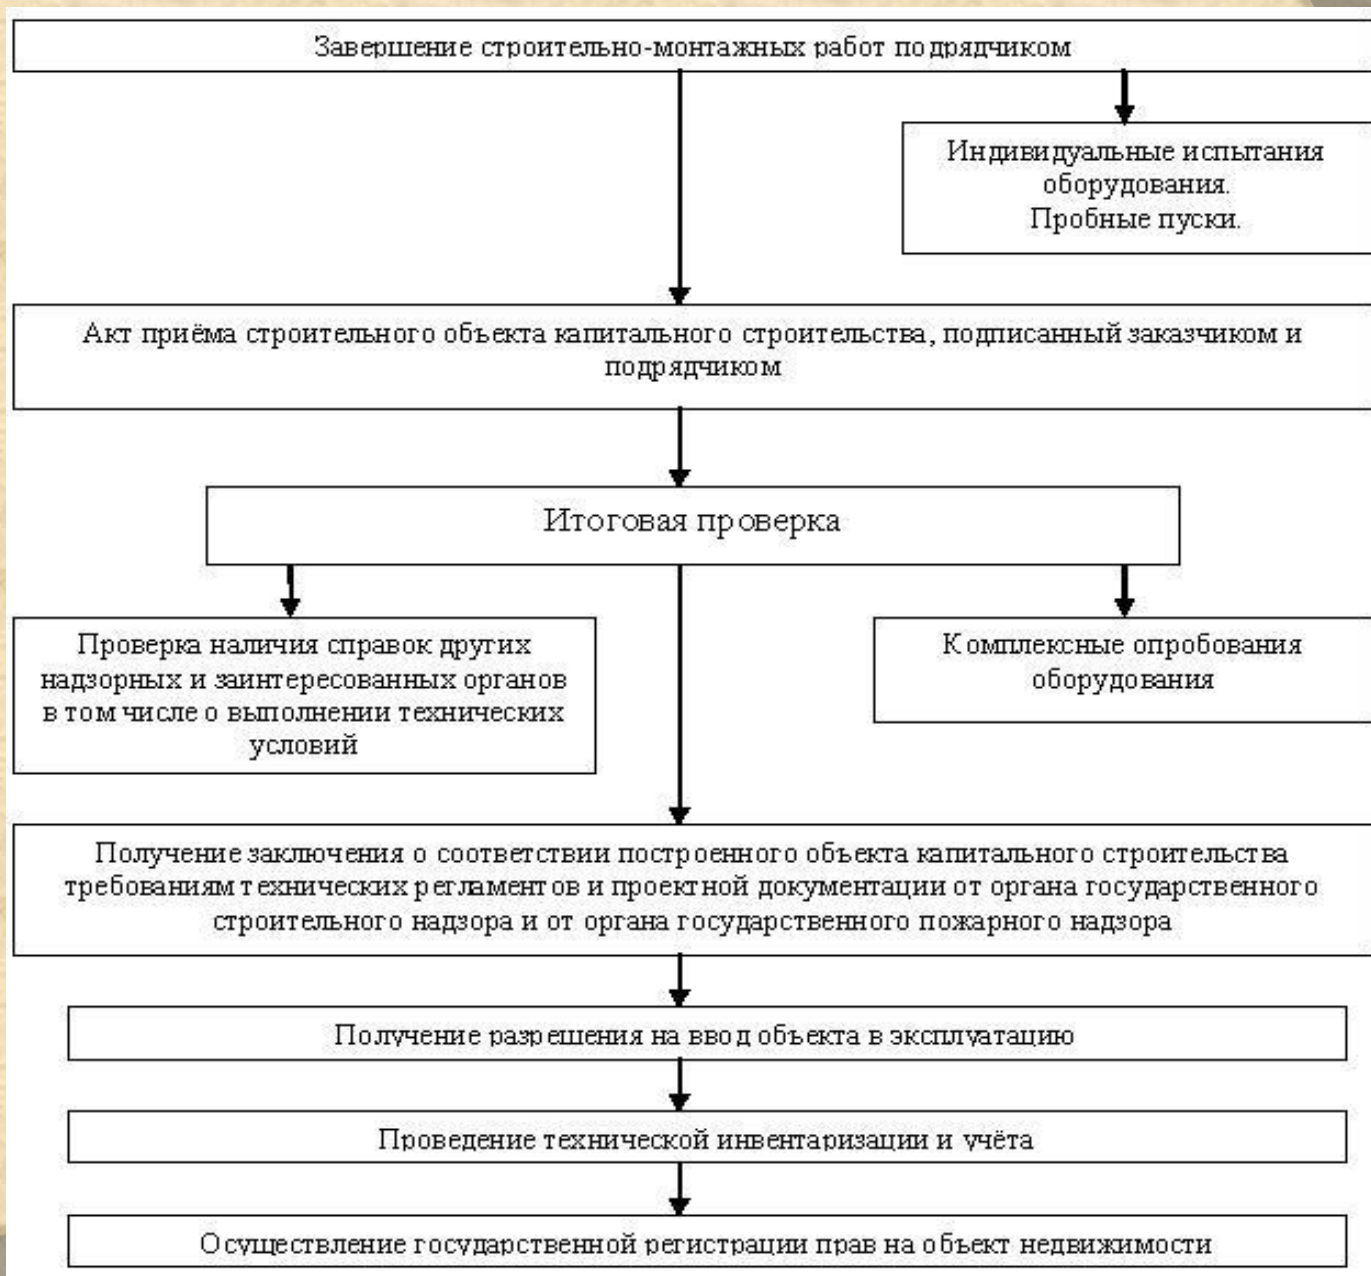 Завершение строительно-монтажных работ подрядчиком
Индивидуальные испытания
оборудования.
Пробные пуски.
Акт приёма строительного объекта капитального строительства, подписанный заказчиком и
подрядчиком
Итоговая проверка
Проверка наличия справок других
надзорных и заинтересованных органов
в том числе о выполнении технических
условий
Комплексные опробования
оборудования
Получение заключения о соответствии построенного объекта капитального строительства
требованиям технических регламентов и проектной документации от органа государственного
строительного надзора и от органа государственного пожарного надзора
Получение разрешения на ввод объекта в эксплуатацию
Проведение технической инвентаризации и учёта
Осуществление государственной регистрации прав на объект недвижимости